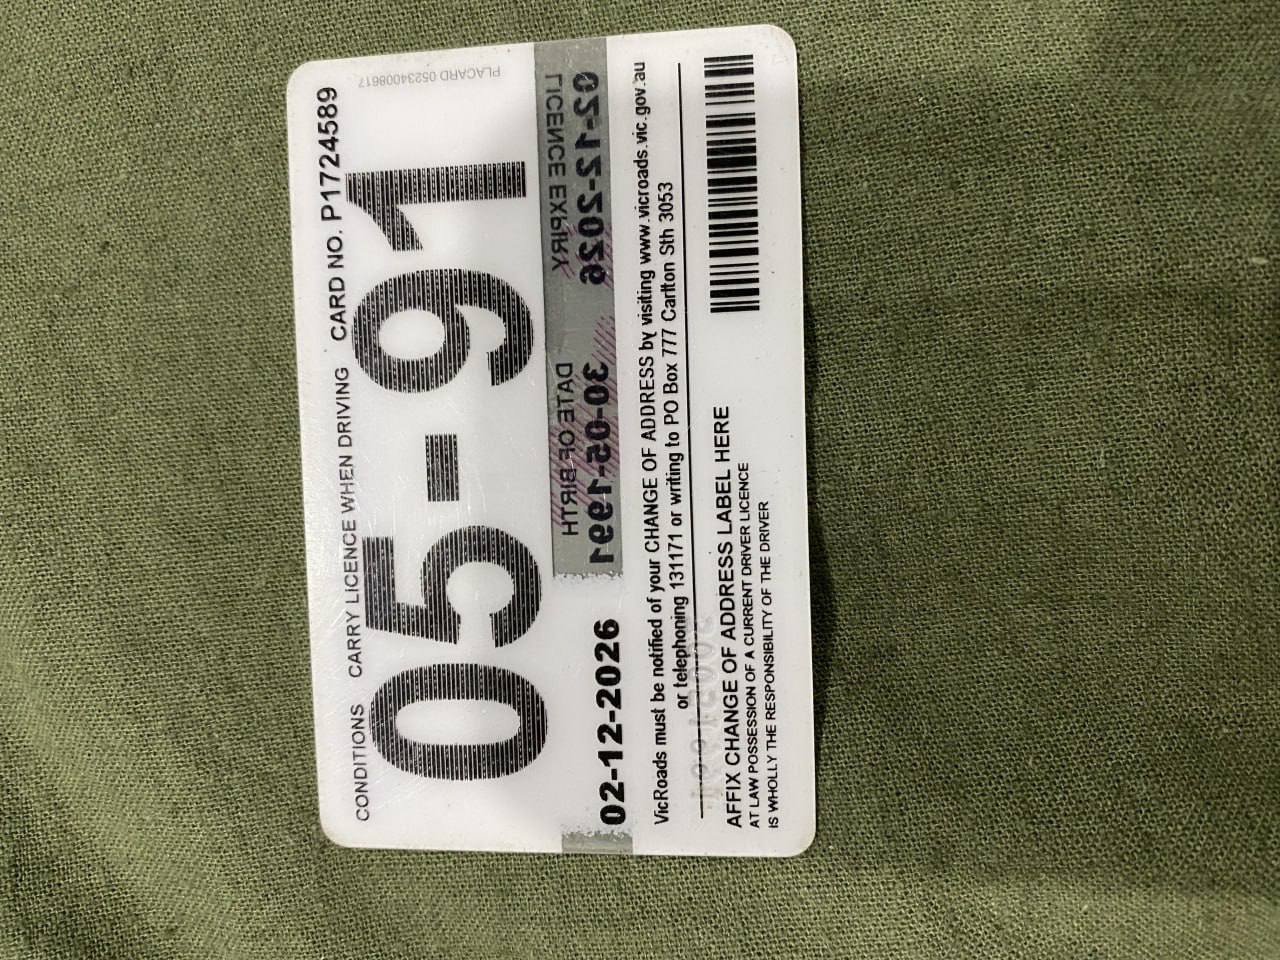 PLACARD 05234008617
CONDITIONS CARRY LICENCE WHEN DRIVING CARD NO. P1724589
05-91
LICENCE EXPIRY
02-12-2026
DATE OF BIRTH
30-05-1991
02-12-2026
VicRoads must be notified of your CHANGE OF ADDRESS by visiting www.vicroads.vic.gov.au
or telephoning 131171 or writing to PO Box 777 Carlton Sth 3053
AFFIX CHANGE OF ADDRESS LABEL HERE
AT LAW POSSESSION OF A CURRENT DRIVER LICENCE
IS WHOLLY THE RESPONSIBILITY OF THE DRIVER